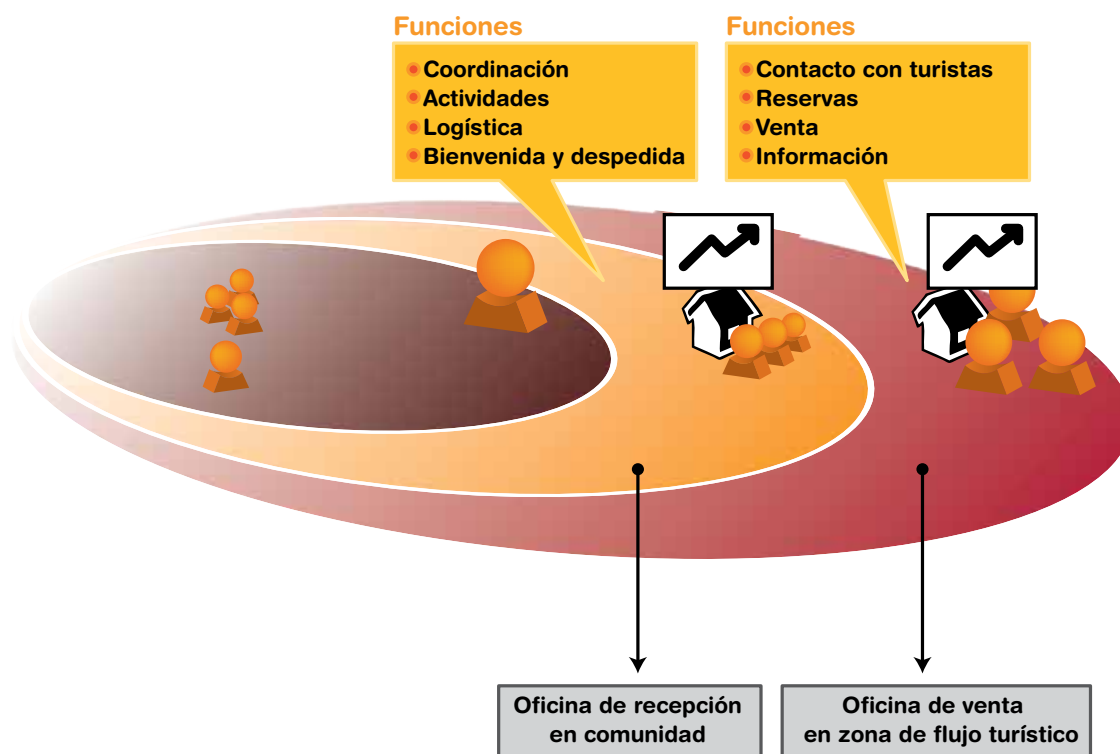 Funciones
Coordinación
Actividades
Logística
Bienvenida y despedida
Funciones
Contacto con turistas
Reservas
Venta
Información
Oficina de recepción
en comunidad
Oficina de venta
en zona de flujo turístico